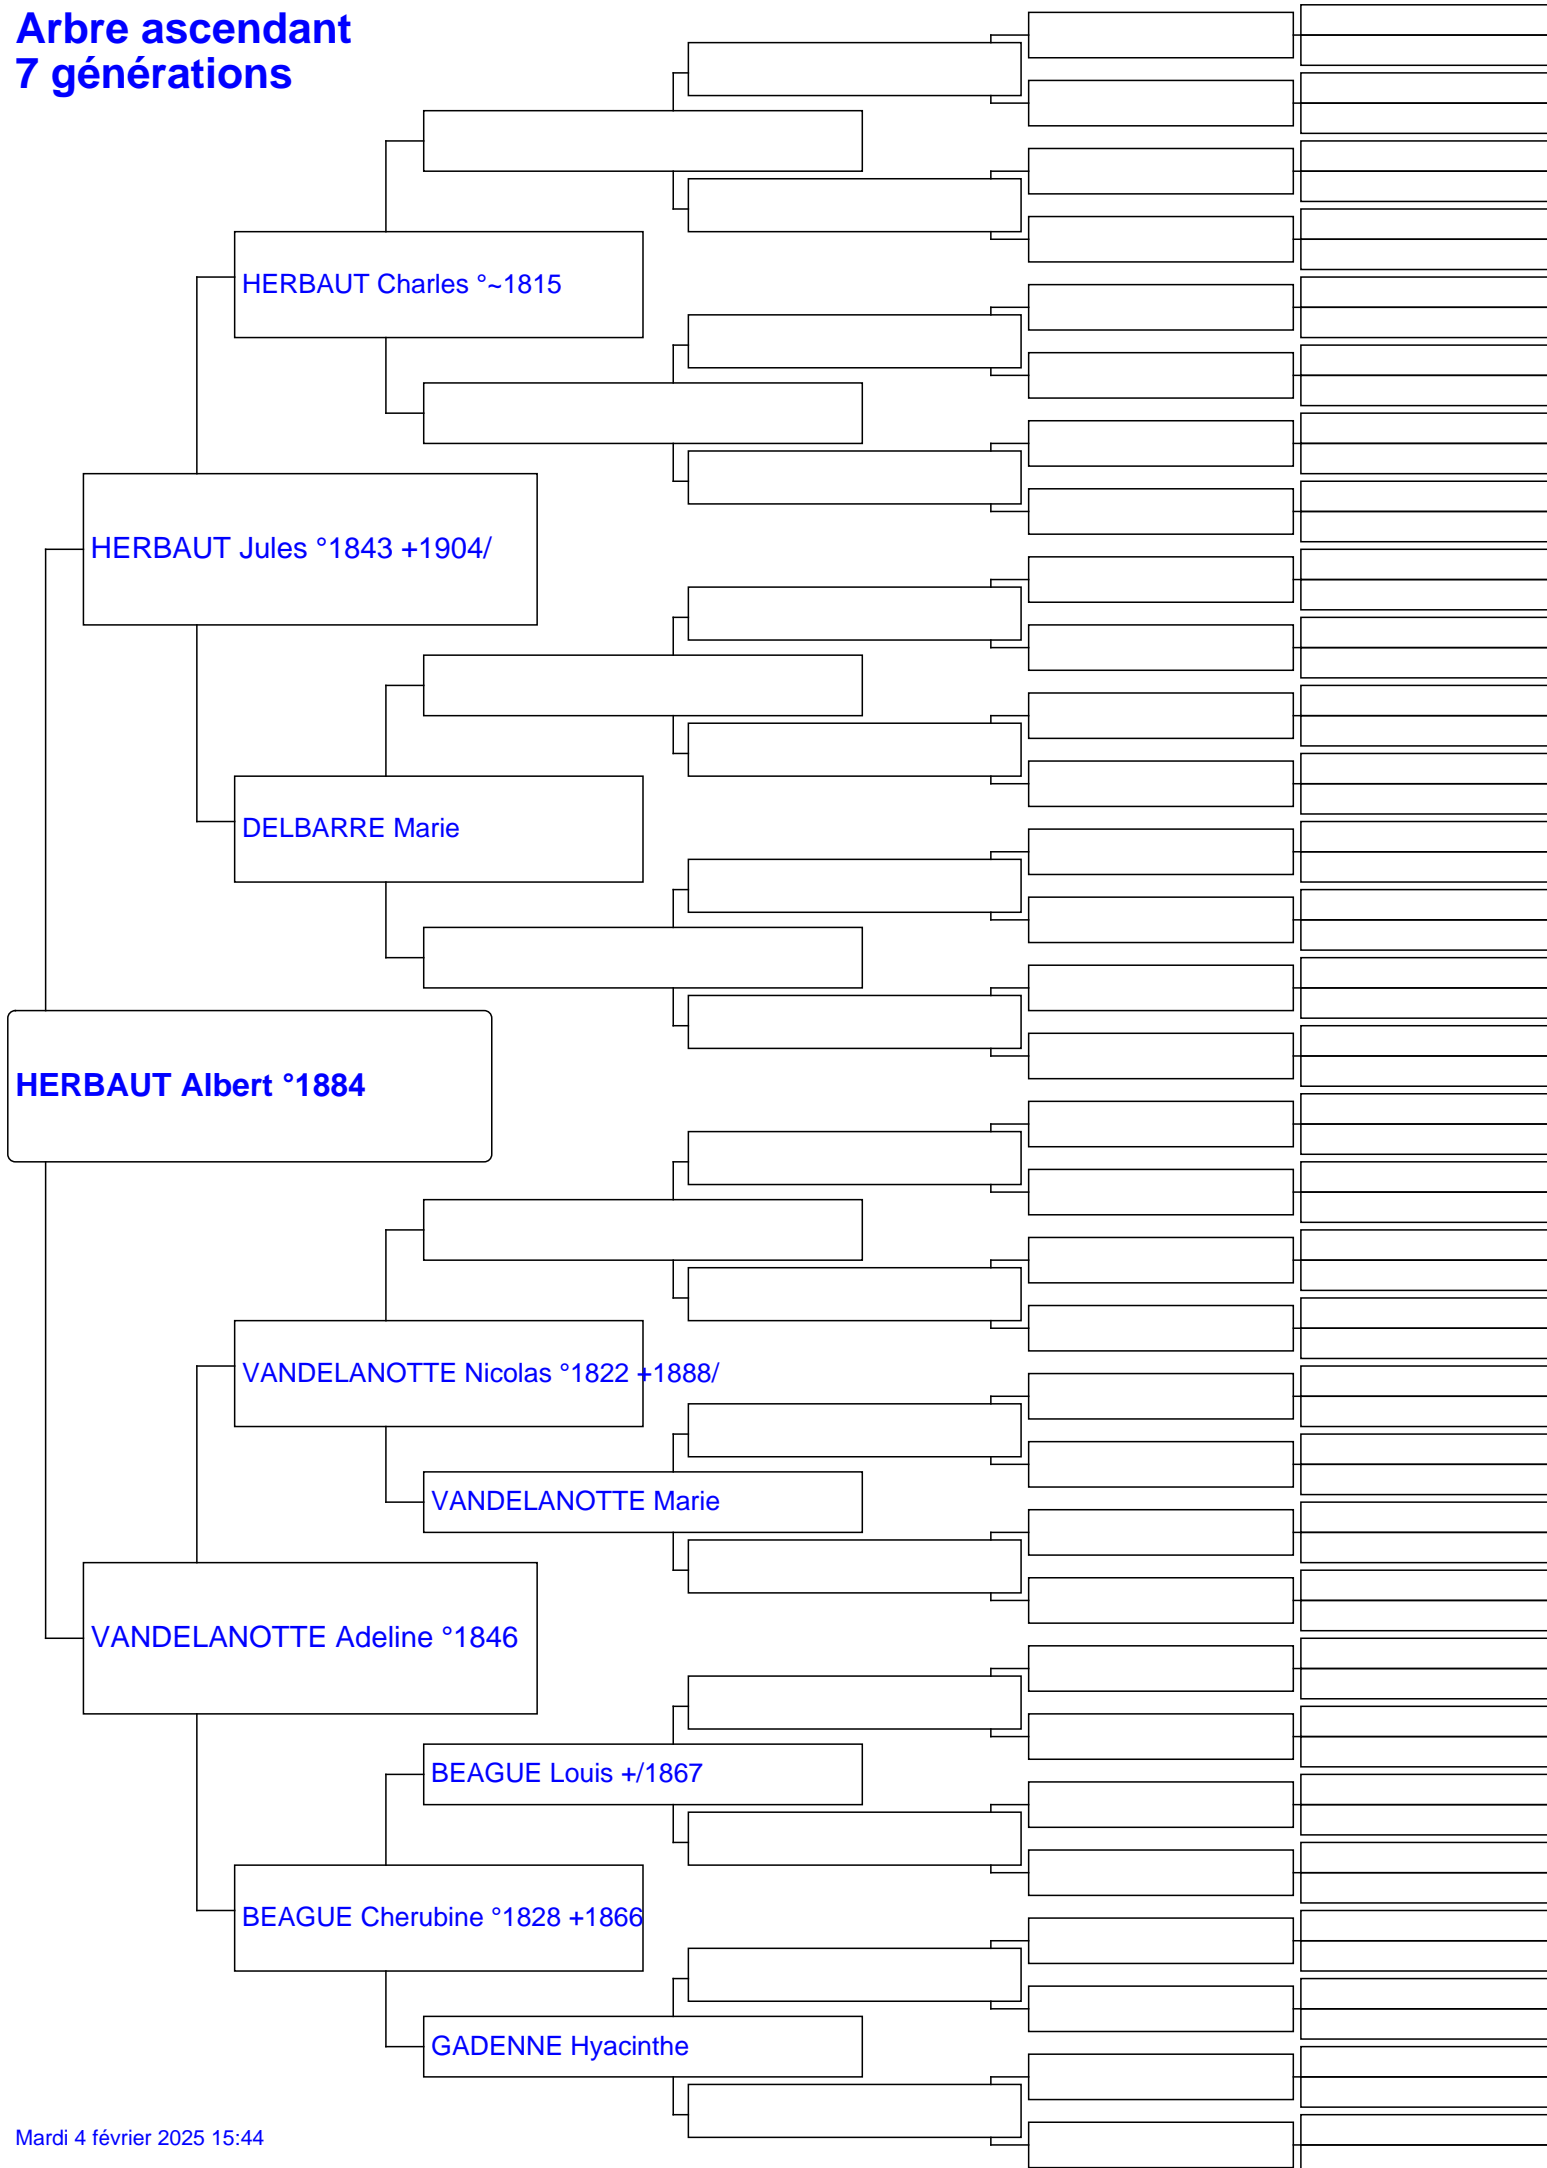 Arbre ascendant
7 générations
HERBAUT Charles °~1815
HERBAUT Jules °1843 +1904/
DELBARRE Marie
HERBAUT Albert °1884
VANDELANOTTE Nicolas °1822 +1888/
VANDELANOTTE Marie
VANDELANOTTE Adeline °1846
BEAGUE Louis +/1867
BEAGUE Cherubine °1828 +1866
GADENNE Hyacinthe
Mardi 4 février 2025 15:44